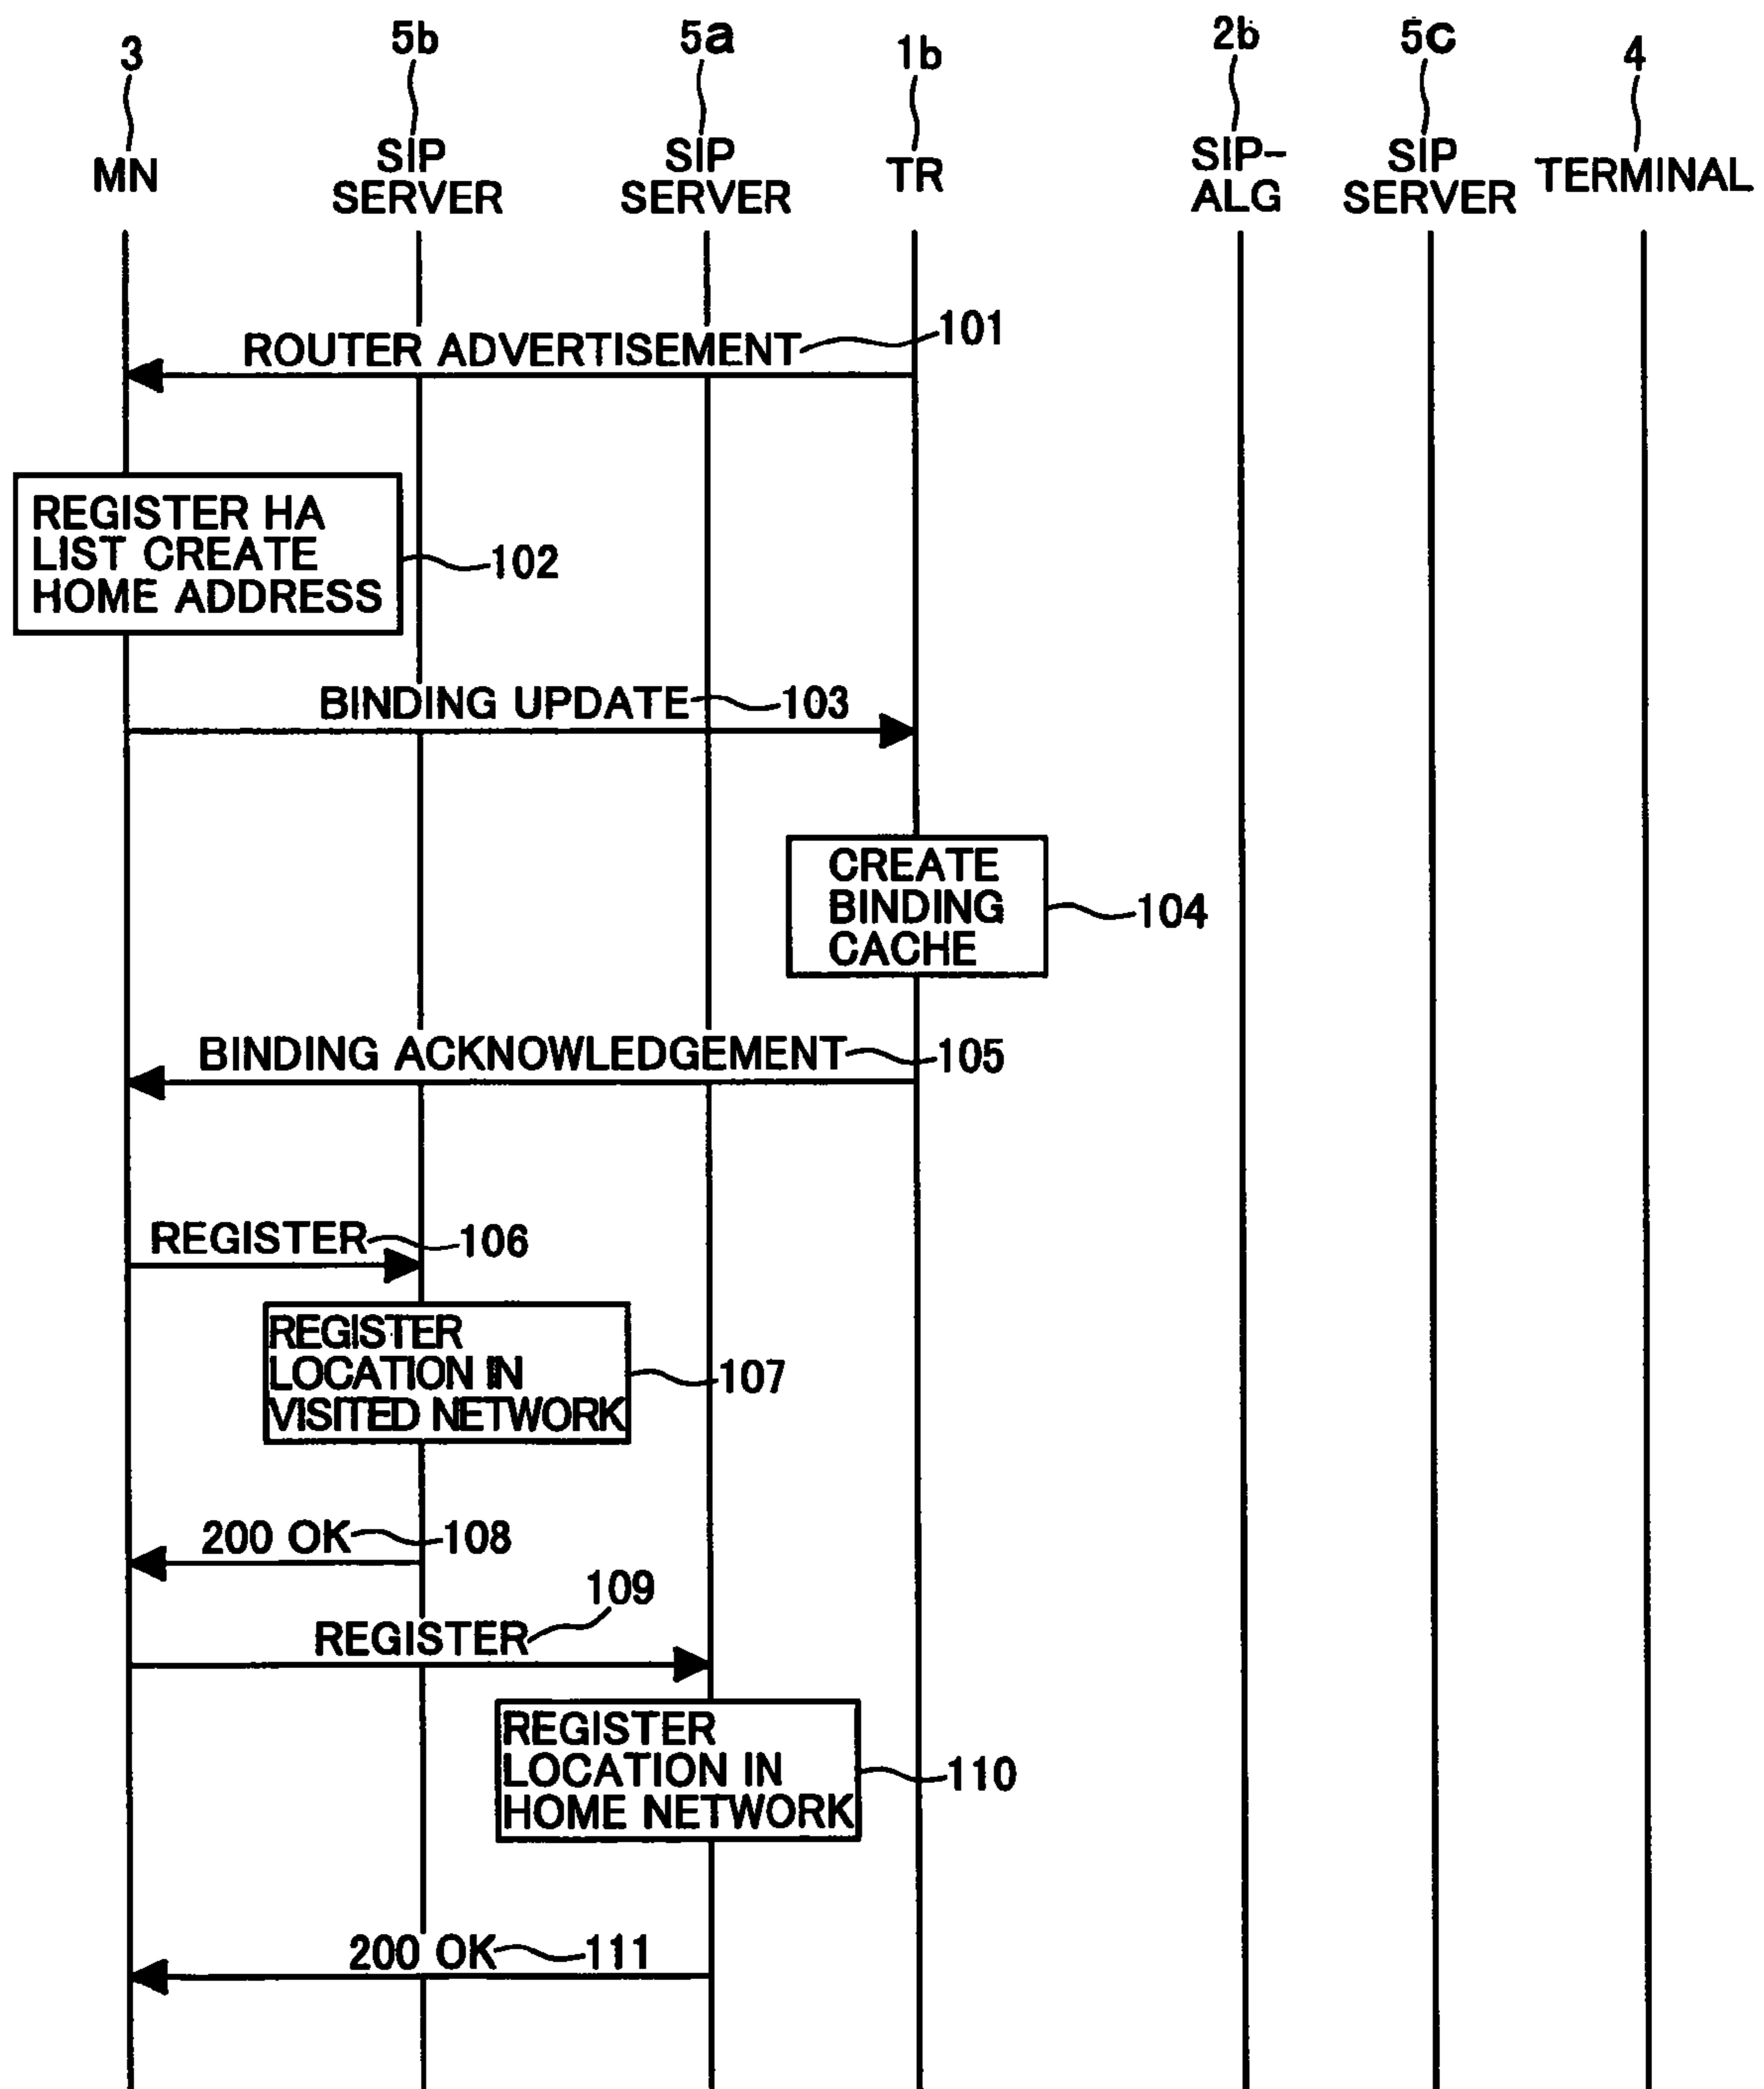 3
5b
5a
1b
2b
5c
4
MN
SIP
SERVER
SIP
SERVER
TR
SIP-
ALG
SIP
SERVER
TERMINAL
ROUTER ADVERTISEMENT
101
REGISTER HA
LIST CREATE
HOME ADDRESS
102
BINDING UPDATE
103
CREATE
BINDING
CACHE
104
BINDING ACKNOWLEDGEMENT
105
REGISTER
106
REGISTER
LOCATION IN
VISITED NETWORK
107
200 OK
108
109
REGISTER
REGISTER
LOCATION IN
HOME NETWORK
110
200 OK
111